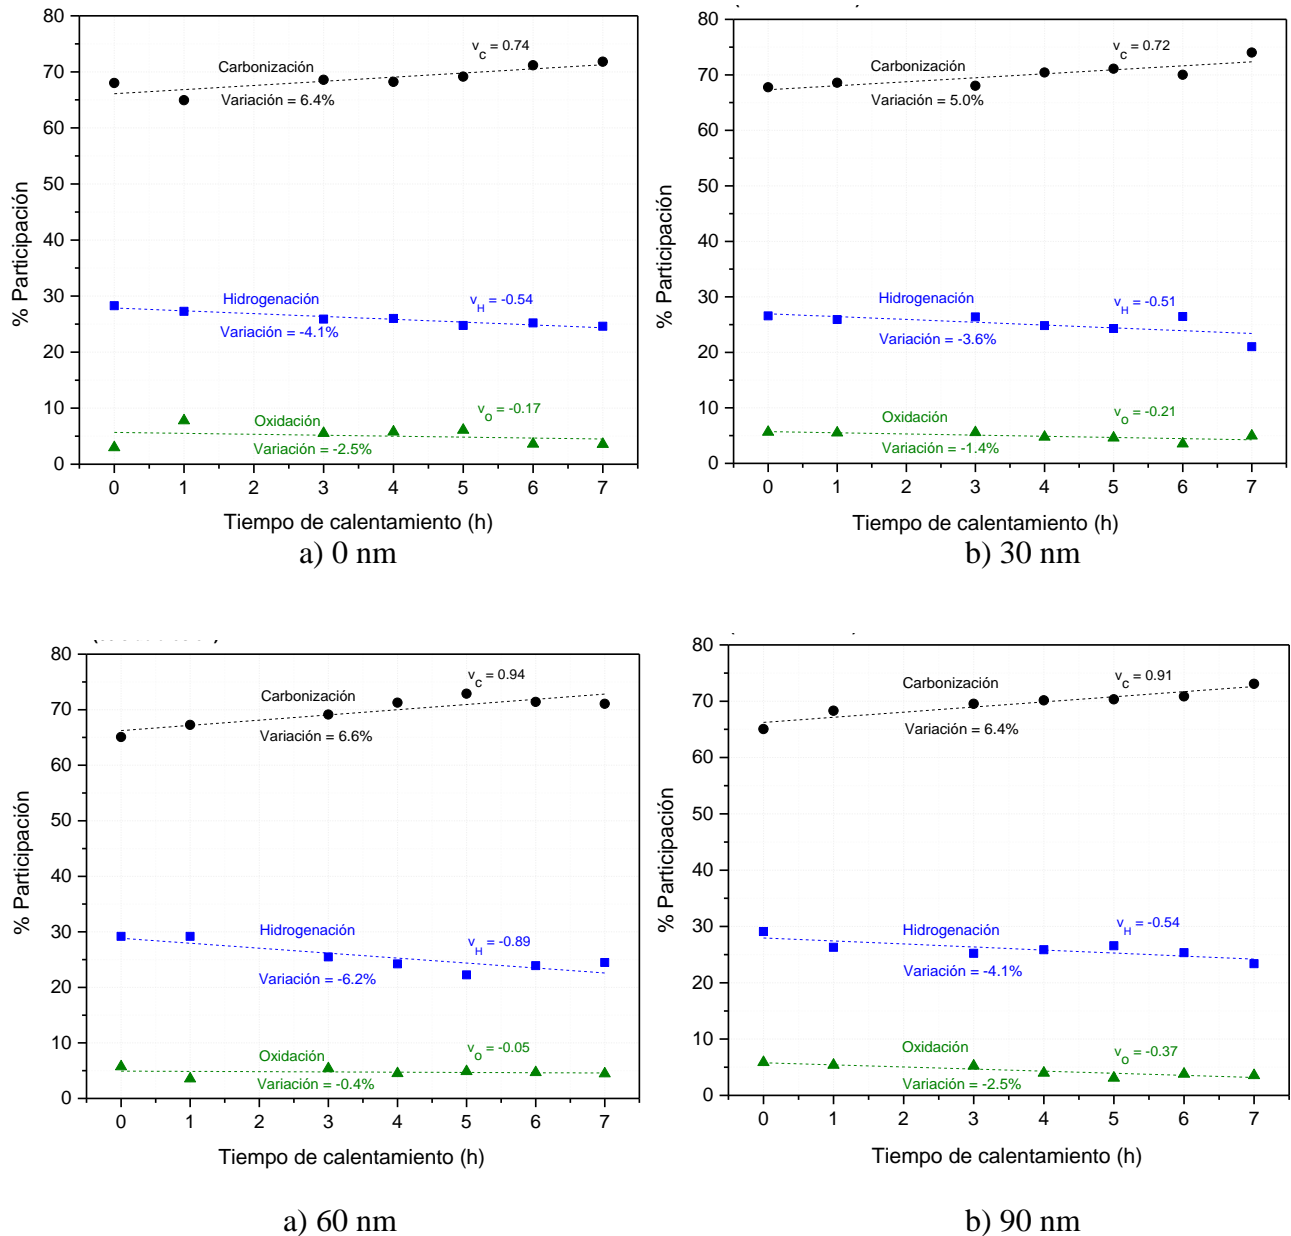 80
70
60
50
40
30
20
10
0
% Participación
v_C = 0.74
Carbonización
Variación = 6.4%
Hidrogenación
v_H = -0.54
Variación = -4.1%
Oxidación
v_O = -0.17
Variación = -2.5%
0 1 2 3 4 5 6 7
Tiempo de calentamiento (h)
a) 0 nm
80
70
60
50
40
30
20
10
0
% Participación
v_C = 0.72
Carbonización
Variación = 5.0%
Hidrogenación
v_H = -0.51
Variación = -3.6%
Oxidación
v_O = -0.21
Variación = -1.4%
0 1 2 3 4 5 6 7
Tiempo de calentamiento (h)
b) 30 nm
80
70
60
50
40
30
20
10
0
% Participación
v_C = 0.94
Carbonización
Variación = 6.6%
Hidrogenación
v_H = -0.89
Variación = -6.2%
Oxidación
v_O = -0.05
Variación = -0.4%
0 1 2 3 4 5 6 7
Tiempo de calentamiento (h)
a) 60 nm
80
70
60
50
40
30
20
10
0
% Participación
v_C = 0.91
Carbonización
Variación = 6.4%
Hidrogenación
v_H = -0.54
Variación = -4.1%
Oxidación
v_O = -0.37
Variación = -2.5%
0 1 2 3 4 5 6 7
Tiempo de calentamiento (h)
b) 90 nm